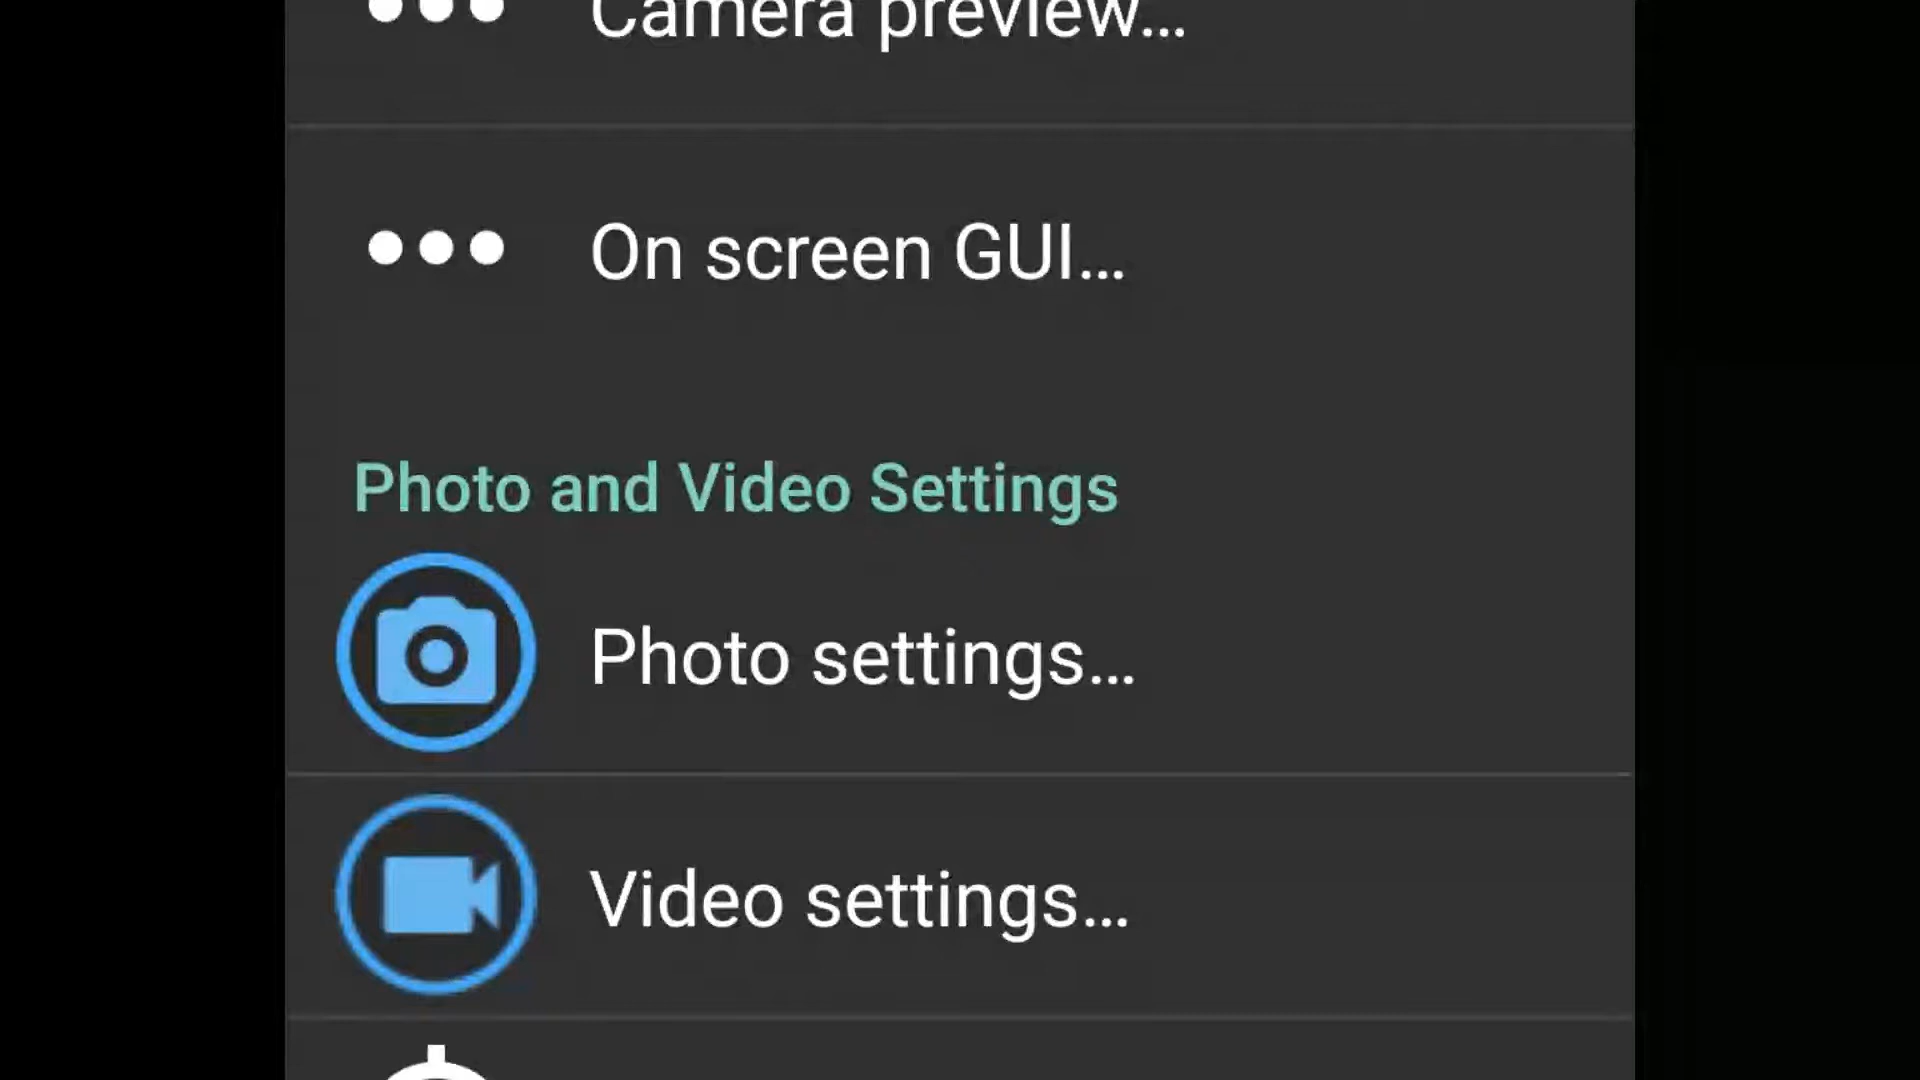 Camera preview...
On screen GUI...
Photo and Video Settings
Photo settings...
Video settings...